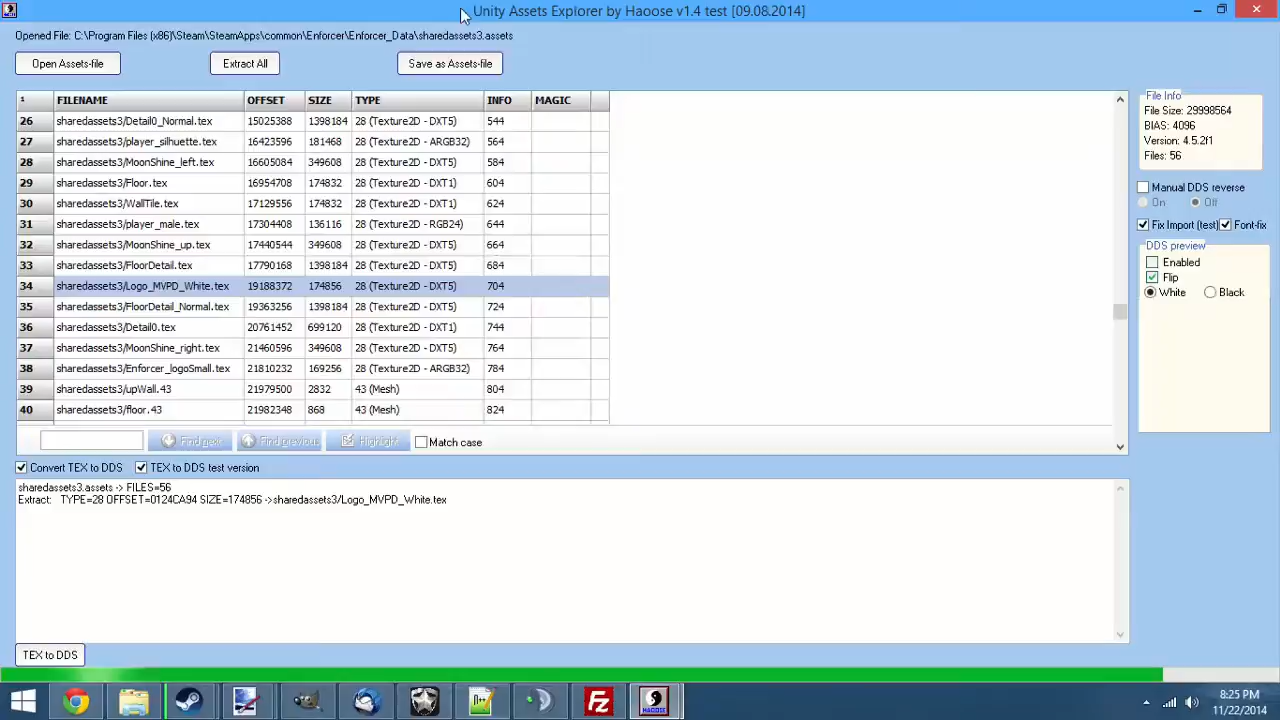 Unity Assets Explorer by Haoose v1.4 test [09.08.2014]
Opened File: C:\Program Files (x86)\Steam\SteamApps\common\Enforcer\Enforcer_Data\sharedassets3.assets
Open Assets-file Extract All Save as Assets-file
FILENAME OFFSET SIZE TYPE INFO MAGIC
26 sharedassets3/Detail0_Normal.tex 15025388 1398184 28 (Texture2D - DXT5) 544
27 sharedassets3/player_silhuette.tex 16423596 181468 28 (Texture2D - ARGB32) 564
28 sharedassets3/MoonShine_left.tex 16605084 349608 28 (Texture2D - DXT5) 584
29 sharedassets3/Floor.tex 16954708 174832 28 (Texture2D - DXT1) 604
30 sharedassets3/WallTile.tex 17129556 174832 28 (Texture2D - DXT1) 624
31 sharedassets3/player_male.tex 17304408 136116 28 (Texture2D - RGB24) 644
32 sharedassets3/MoonShine_up.tex 17440544 349608 28 (Texture2D - DXT5) 664
33 sharedassets3/FloorDetail.tex 17790168 1398184 28 (Texture2D - DXT5) 684
34 sharedassets3/Logo_MVPD_White.tex 19188372 174856 28 (Texture2D - DXT5) 704
35 sharedassets3/FloorDetail_Normal.tex 19363256 1398184 28 (Texture2D - DXT5) 724
36 sharedassets3/Detail0.tex 20761452 699120 28 (Texture2D - DXT1) 744
37 sharedassets3/MoonShine_right.tex 21460596 349608 28 (Texture2D - DXT5) 764
38 sharedassets3/Enforcer_logoSmall.tex 21810232 169256 28 (Texture2D - ARGB32) 784
39 sharedassets3/upWall.43 21979500 2832 43 (Mesh) 804
40 sharedassets3/floor.43 21982348 868 43 (Mesh) 824
Find next Find previous Highlight Match case
Convert TEX to DDS TEX to DDS test version
sharedassets3.assets -> FILES=56
Extract: TYPE=28 OFFSET=0124CA94 SIZE=174856 ->sharedassets3/Logo_MVPD_White.tex
TEX to DDS
File Info
File Size: 29998564
BIAS: 4096
Version: 4.5.2f1
Files: 56
Manual DDS reverse
On Off
Fix Import (test) Font-fix
DDS preview
Enabled
Flip
White Black
HAOOSE
8:25 PM
11/22/2014